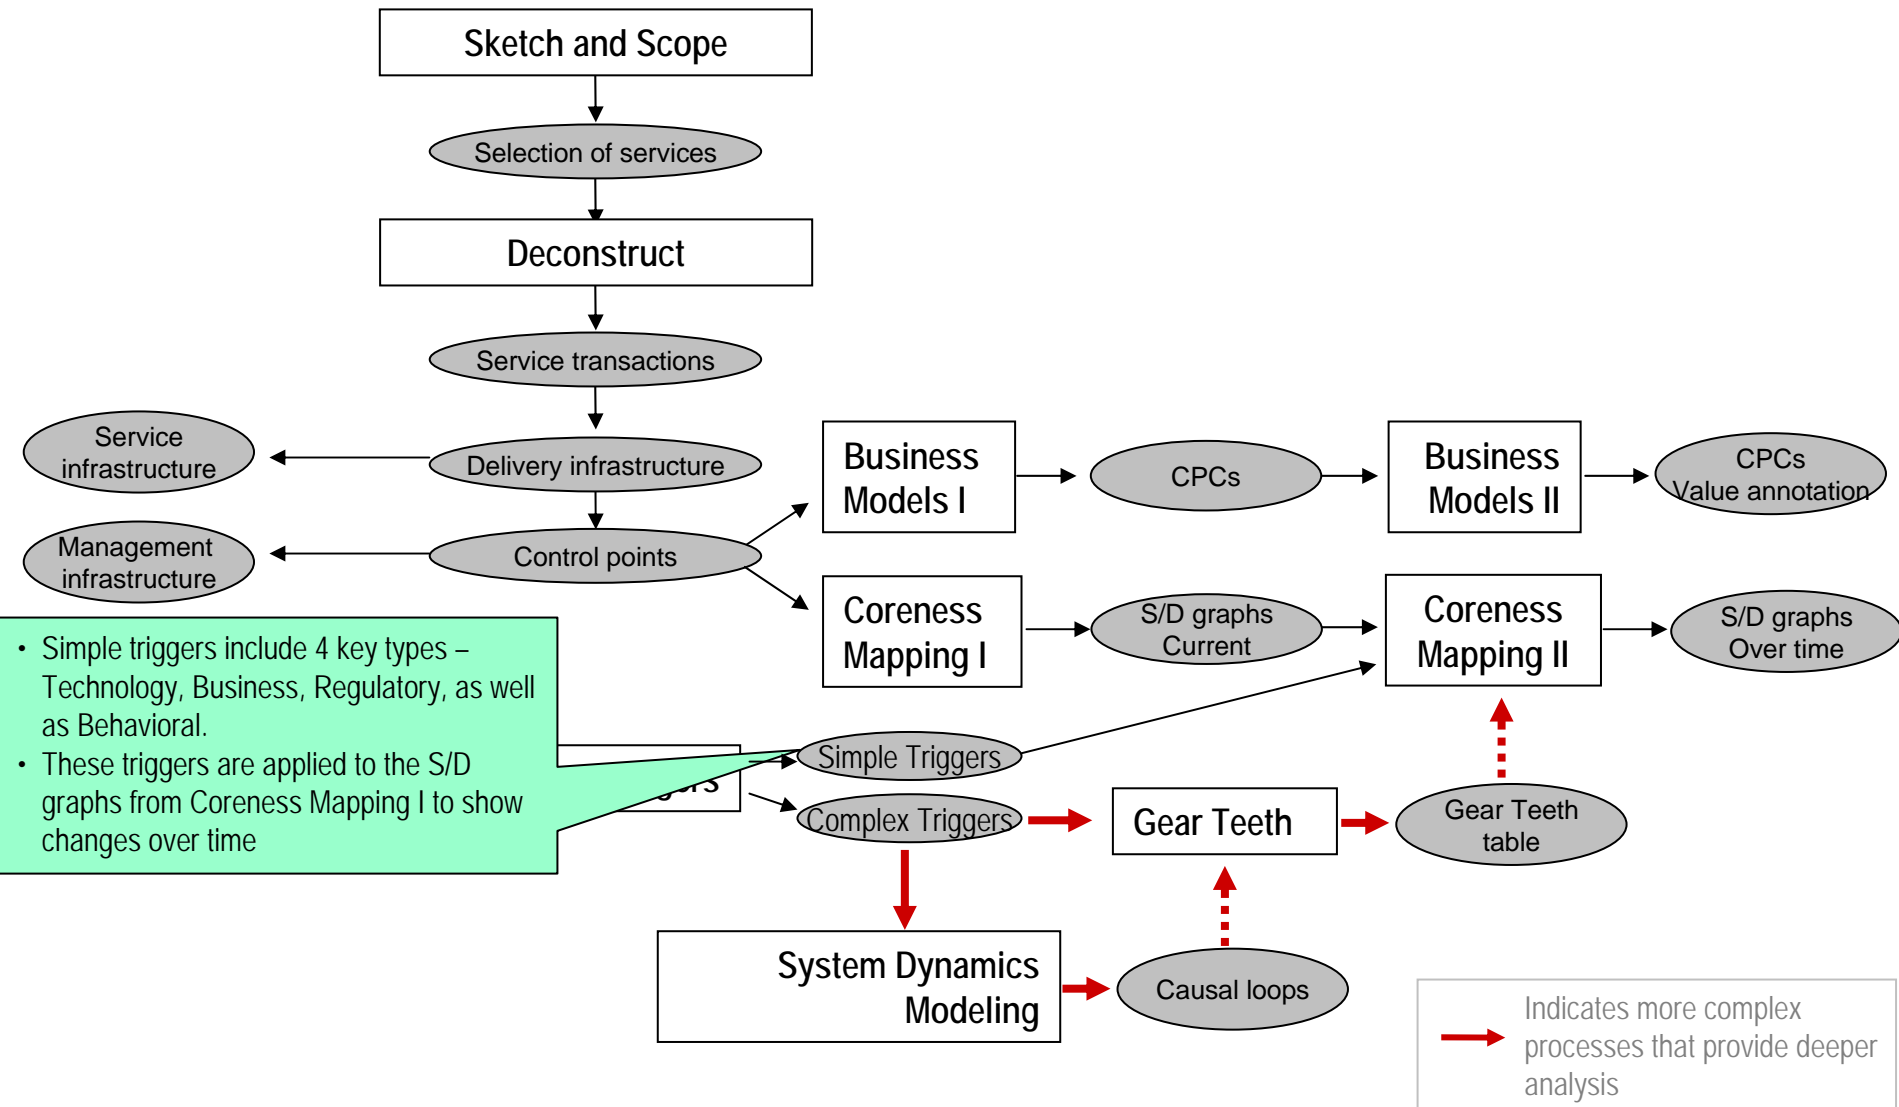 Sketch and Scope
Selection of services
Deconstruct
Service transactions
Service
infrastructure
Delivery infrastructure
Business
Models I
CPCs
Business
Models II
CPCs
Value annotation
Management
infrastructure
Control points
Coreness
Mapping I
S/D graphs
Current
Coreness
Mapping II
S/D graphs
Over time
• Simple triggers include 4 key types –
Technology, Business, Regulatory, as well
as Behavioral.
• These triggers are applied to the S/D
graphs from Coreness Mapping I to show
changes over time
Simple Triggers
Complex Triggers
Gear Teeth
Gear Teeth
table
System Dynamics
Modeling
Causal loops
Indicates more complex
processes that provide deeper
analysis